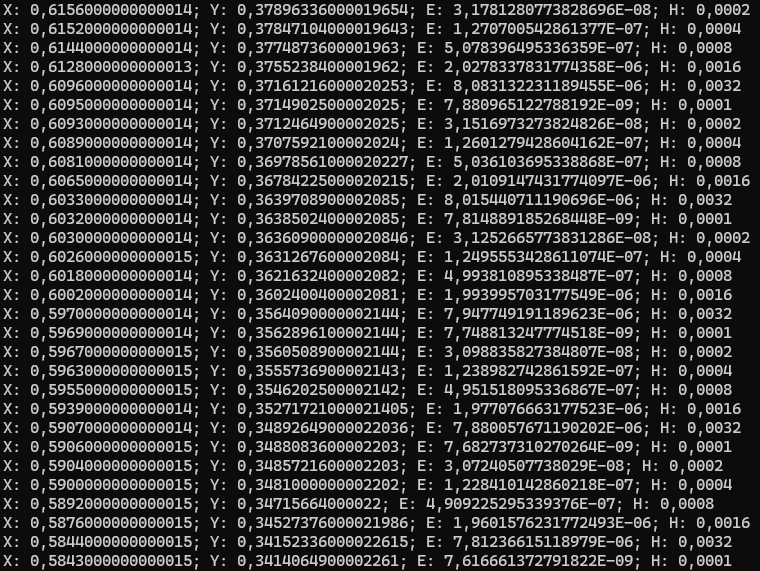 X: 0,6156000000000014; Y: 0,37896336000019654; E: 3,1781280773828696E-08; H: 0,0002
X: 0,6152000000000014; Y: 0,37847104000019643; E: 1,270700542861377E-07; H: 0,0004
X: 0,6144000000000014; Y: 0,3774873600001963; E: 5,078396495336359E-07; H: 0,0008
X: 0,6128000000000013; Y: 0,3755238400001962; E: 2,0278337831774358E-06; H: 0,0016
X: 0,6096000000000014; Y: 0,37161216000020253; E: 8,083132231189455E-06; H: 0,0032
X: 0,6095000000000014; Y: 0,3714902500002025; E: 7,880965122788192E-09; H: 0,0001
X: 0,6093000000000014; Y: 0,3712464900002025; E: 3,1516973273824826E-08; H: 0,0002
X: 0,6089000000000014; Y: 0,3707592100002024; E: 1,2601279428604162E-07; H: 0,0004
X: 0,6081000000000014; Y: 0,36978561000020227; E: 5,036103695338868E-07; H: 0,0008
X: 0,6065000000000014; Y: 0,36784225000020215; E: 2,0109147431774097E-06; H: 0,0016
X: 0,6033000000000014; Y: 0,3639708900002085; E: 8,015440711190696E-06; H: 0,0032
X: 0,6032000000000014; Y: 0,3638502400002085; E: 7,814889185268448E-09; H: 0,0001
X: 0,6030000000000014; Y: 0,36360900000020846; E: 3,1252665773831286E-08; H: 0,0002
X: 0,6026000000000015; Y: 0,3631267600002084; E: 1,2495553428611074E-07; H: 0,0004
X: 0,6018000000000014; Y: 0,3621632400002082; E: 4,993810895338487E-07; H: 0,0008
X: 0,6002000000000014; Y: 0,3602400400002081; E: 1,993995703177549E-06; H: 0,0016
X: 0,5970000000000014; Y: 0,3564090000002144; E: 7,947749191189623E-06; H: 0,0032
X: 0,5969000000000014; Y: 0,3562896100002144; E: 7,748813247774518E-09; H: 0,0001
X: 0,5967000000000015; Y: 0,3560508900002144; E: 3,098835827384807E-08; H: 0,0002
X: 0,5963000000000015; Y: 0,3555736900002143; E: 1,238982742861592E-07; H: 0,0004
X: 0,5955000000000015; Y: 0,3546202500002142; E: 4,951518095336867E-07; H: 0,0008
X: 0,5939000000000014; Y: 0,35271721000021405; E: 1,977076663177523E-06; H: 0,0016
X: 0,5907000000000014; Y: 0,34892649000022036; E: 7,880057671190202E-06; H: 0,0032
X: 0,5906000000000015; Y: 0,3488083600002203; E: 7,682737310270264E-09; H: 0,0001
X: 0,5904000000000015; Y: 0,3485721600002203; E: 3,07240507738029E-08; H: 0,0002
X: 0,5900000000000015; Y: 0,3481000000002202; E: 1,228410142860218E-07; H: 0,0004
X: 0,5892000000000015; Y: 0,34715664000022; E: 4,909225295339376E-07; H: 0,0008
X: 0,5876000000000015; Y: 0,34527376000021986; E: 1,9601576231772493E-06; H: 0,0016
X: 0,5844000000000015; Y: 0,34152336000022615; E: 7,81236615118979E-06; H: 0,0032
X: 0,5843000000000015; Y: 0,3414064900002261; E: 7,616661372791822E-09; H: 0,0001